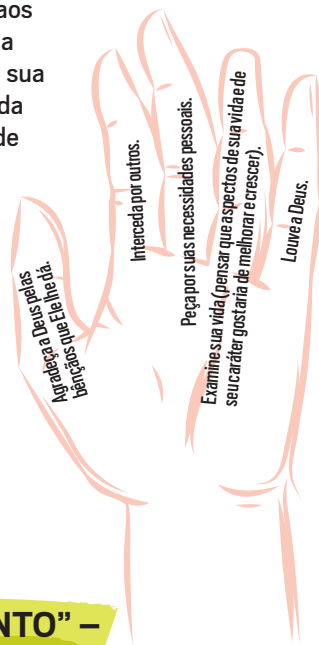 aos
a
sua
da
de
Agradeça a Deus pelas
bênçãos que Ele lhe dá.
Interceda por outros.
Peça por suas necessidades pessoais.
Examine sua vida (pensar que aspectos de sua vida e de
seu caráter gostaria de melhorar e crescer).
Louve a Deus.
NTO” –